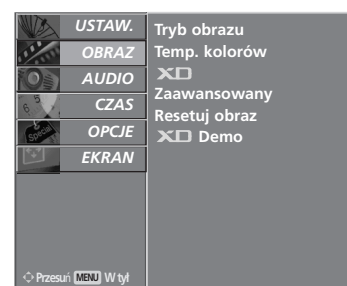 USTAW.
OBRAZ
AUDIO
CZAS
OPCJE
Special
EKRAN
Tryb obrazu
Temp. kolorów
XD
Zaawansowany
Resetuj obraz
XD Demo
Przesuń MENU W tył